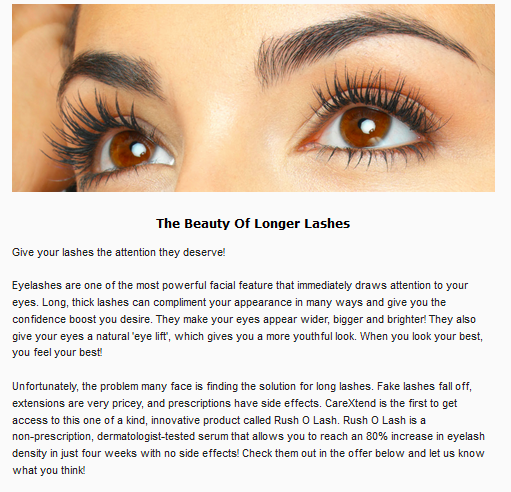 The Beauty Of Longer Lashes
Give your lashes the attention they deserve!
Eyelashes are one of the most powerful facial feature that immediately draws attention to your
eyes. Long, thick lashes can compliment your appearance in many ways and give you the
confidence boost you desire. They make your eyes appear wider, bigger and brighter! They also
give your eyes a natural 'eye lift', which gives you a more youthful look. When you look your best,
you feel your best!
Unfortunately, the problem many face is finding the solution for long lashes. Fake lashes fall off,
extensions are very pricey, and prescriptions have side effects. CareXtend is the first to get
access to this one of a kind, innovative product called Rush O Lash. Rush O Lash is a
non-prescription, dermatologist-tested serum that allows you to reach an 80% increase in eyelash
density in just four weeks with no side effects! Check them out in the offer below and let us know
what you think!